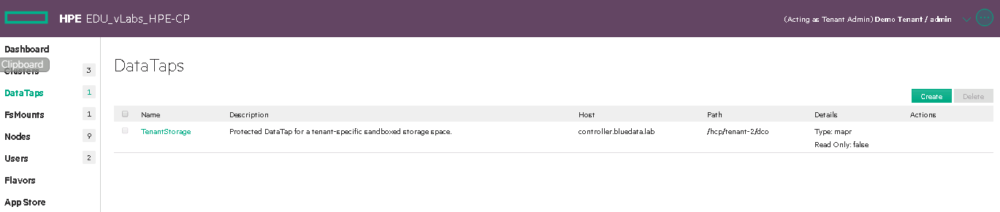 HPE EDU_vLabs_HPE-CP
(Acting as Tenant Admin) Demo Tenant / admin
Dashboard
Clipboard
Clusters 3
DataTaps 1
FsMounts 1
Nodes 9
Users 2
Flavors
App Store
DataTaps
Create Delete
Name Description Host Path Details Actions
TenantStorage Protected DataTap for a tenant-specific sandboxed storage space. controller.bluedata.lab /hcp/tenant-2/dco Type: mapr
Read Only: false